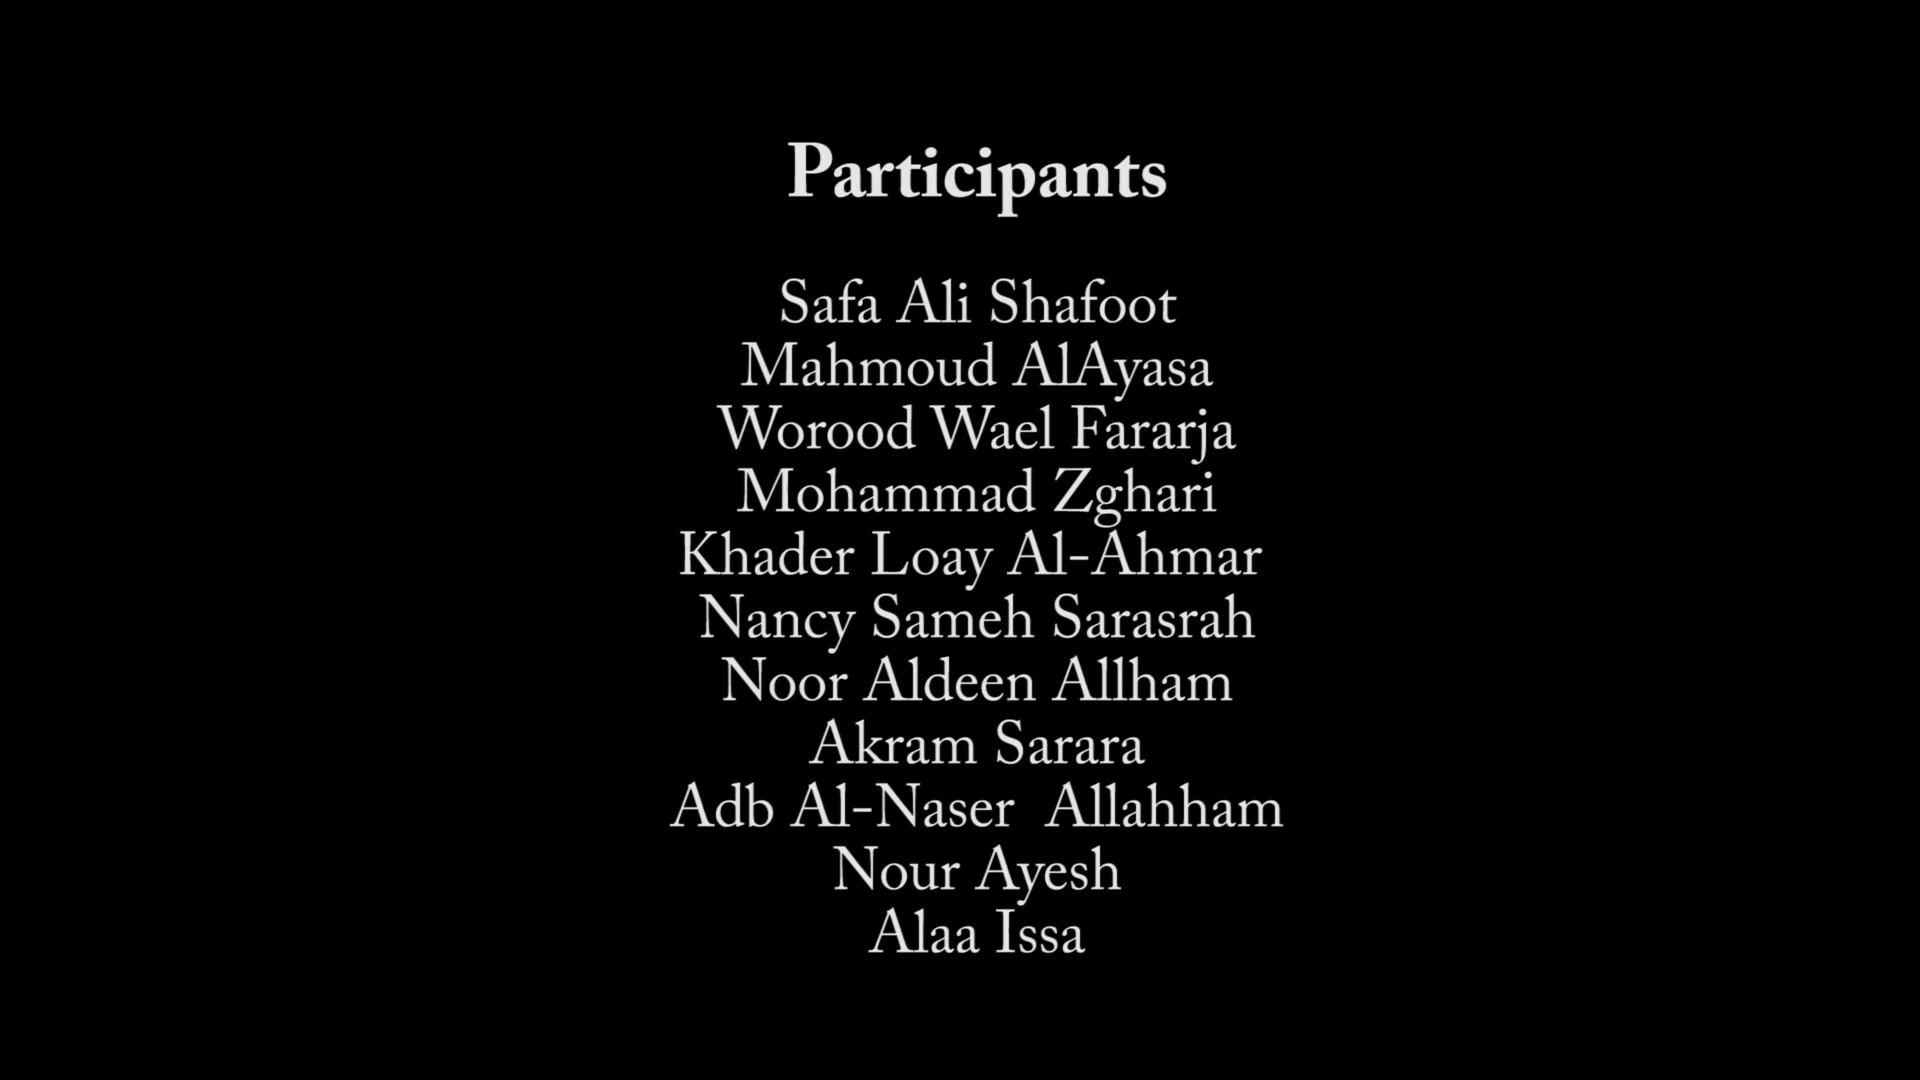 Participants
Safa Ali Shafoot
Mahmoud AlAyasa
Worood Wael Fararja
Mohammad Zghari
Khader Loay Al-Ahmar
Nancy Sameh Sarasrah
Noor Aldeen Allham
Akram Sarara
Adb Al-Naser  Allahham
Nour Ayesh
Alaa Issa